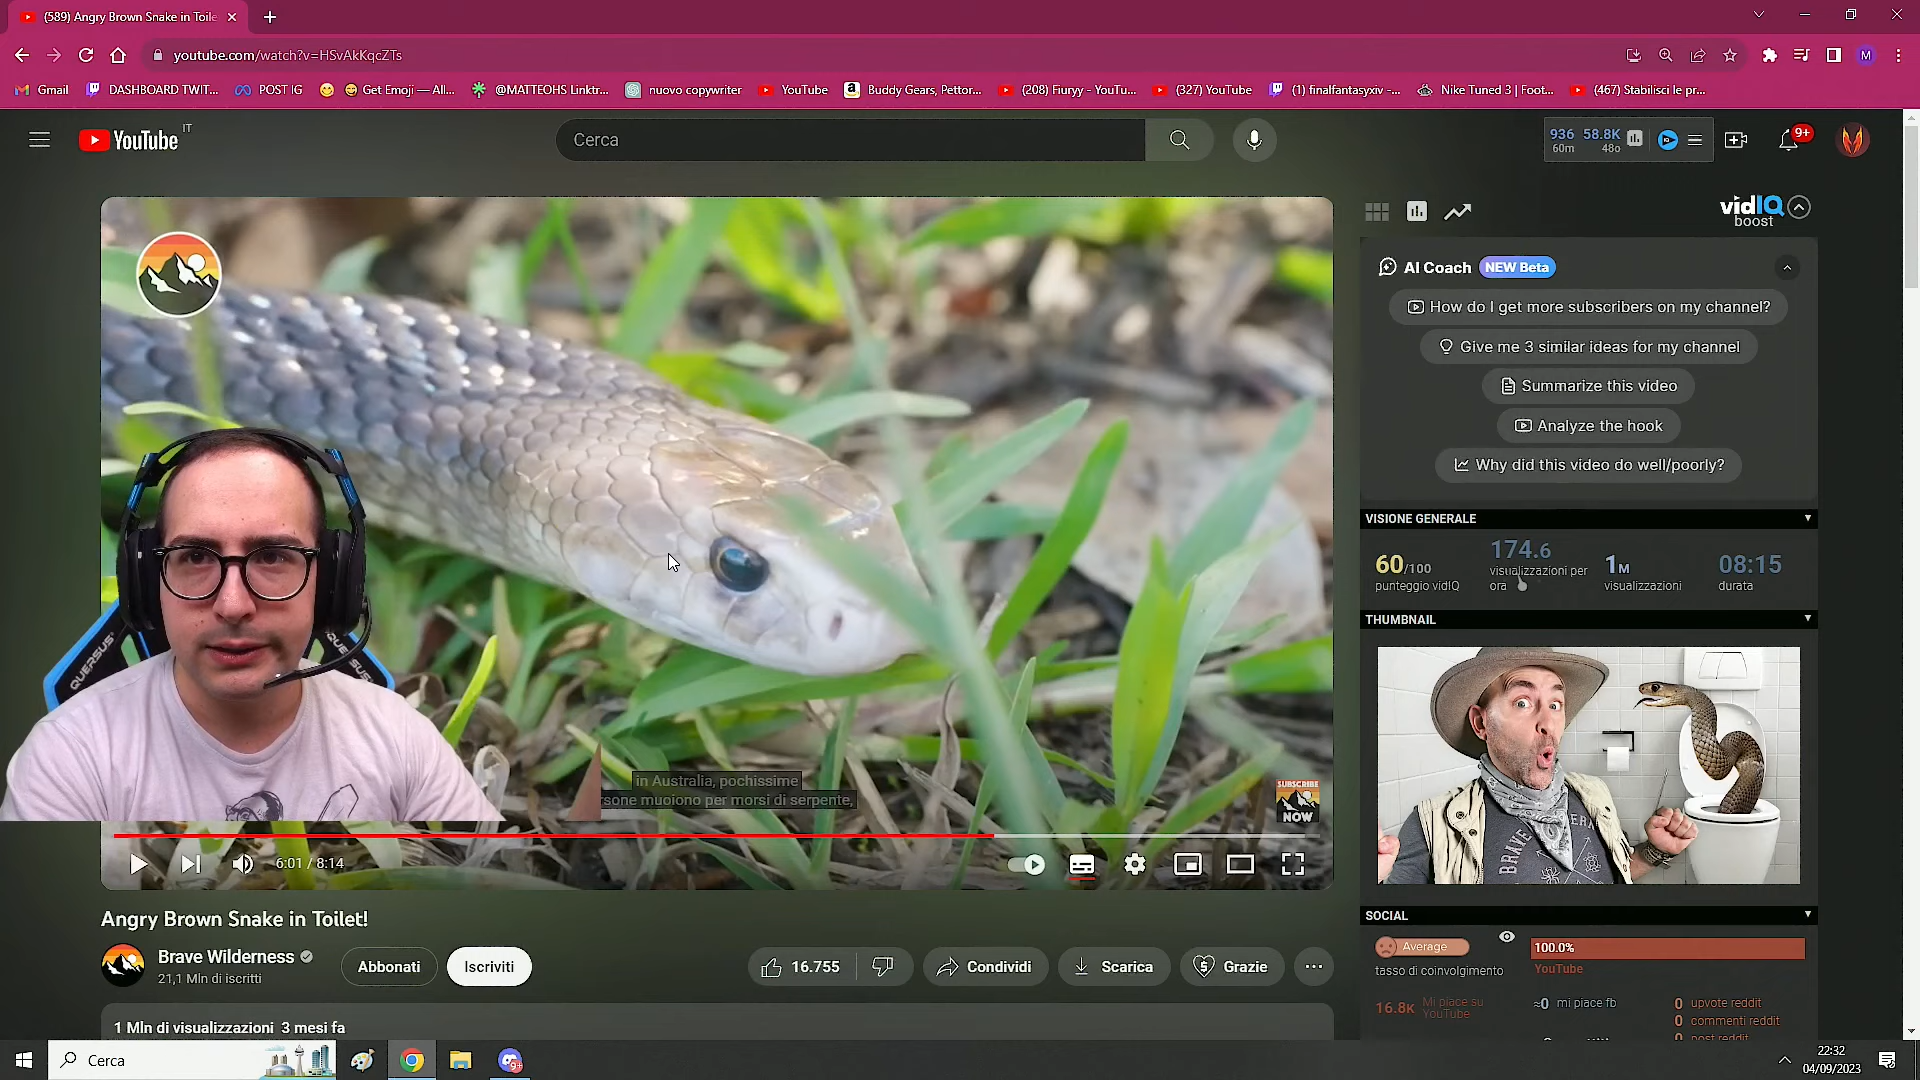 (589) Angry Brown Snake in Toile
youtube.com/watch?v=HSvAkKqcZTs
M
Gmail
DASHBOARD TWIT...
POST IG
Get Emoji — All...
@MATTEOHS Linktr...
nuovo copywriter
YouTube
Buddy Gears, Pettor...
(208) Fiuryy - YouTu...
(327) YouTube
(1) finalfantasyxiv -...
Nike Tuned 3 | Foot...
(467) Stabilisci le pr...
YouTube IT
Cerca
936 58.8K
60m 48o
9+
vidIQ
boost
AI Coach NEW Beta
How do I get more subscribers on my channel?
Give me 3 similar ideas for my channel
Summarize this video
Analyze the hook
Why did this video do well/poorly?
VISIONE GENERALE
60/100
punteggio vidIQ
174.6
visualizzazioni per
ora
1M
visualizzazioni
08:15
durata
THUMBNAIL
BRAVE
WILDERNESS
QUERSUS
QUERSUS
in Australia, pochissime
rsone muoiono per morsi di serpente,
SUBSCRIBE
NOW
6:01 / 8:14
Angry Brown Snake in Toilet!
Brave Wilderness
21,1 Mln di iscritti
Abbonati
Iscriviti
16.755
Condividi
Scarica
Grazie
1 Mln di visualizzazioni 3 mesi fa
SOCIAL
Average
tasso di coinvolgimento
100.0%
YouTube
16.8K
Mi piace su
YouTube
≈0 mi piace fb
0 upvote reddit
0 commenti reddit
0 post reddit
Cerca
9+
22:32
04/09/2023